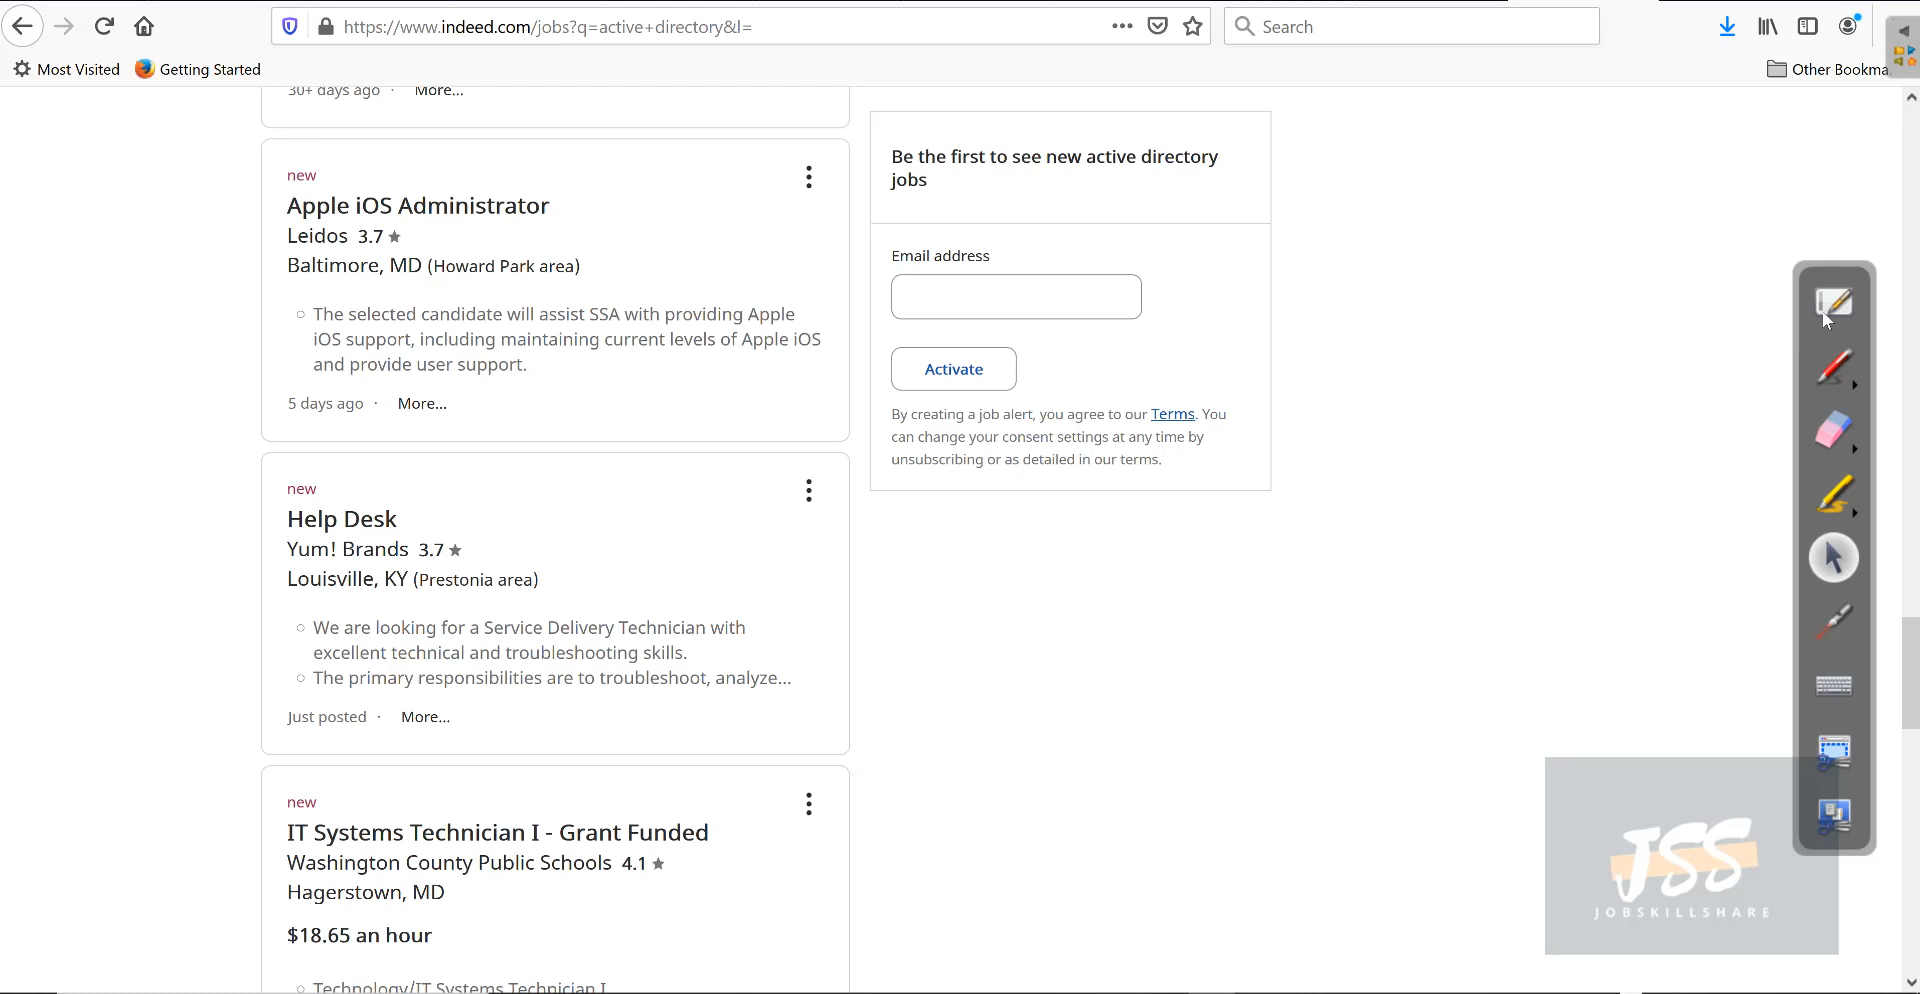 https://www.indeed.com/jobs?q=active+directory&l=
Search
Most Visited
Getting Started
Other Bookma
30+ days ago · More...
new
Apple iOS Administrator
Leidos 3.7
Baltimore, MD (Howard Park area)
The selected candidate will assist SSA with providing Apple
iOS support, including maintaining current levels of Apple iOS
and provide user support.
5 days ago · More...
new
Help Desk
Yum! Brands 3.7
Louisville, KY (Prestonia area)
We are looking for a Service Delivery Technician with
excellent technical and troubleshooting skills.
The primary responsibilities are to troubleshoot, analyze...
Just posted · More...
new
IT Systems Technician I - Grant Funded
Washington County Public Schools 4.1
Hagerstown, MD
$18.65 an hour
Technology/IT Systems Technician I
Be the first to see new active directory
jobs
Email address
Activate
By creating a job alert, you agree to our Terms. You
can change your consent settings at any time by
unsubscribing or as detailed in our terms.
JSS
JOBSKILLSHARE